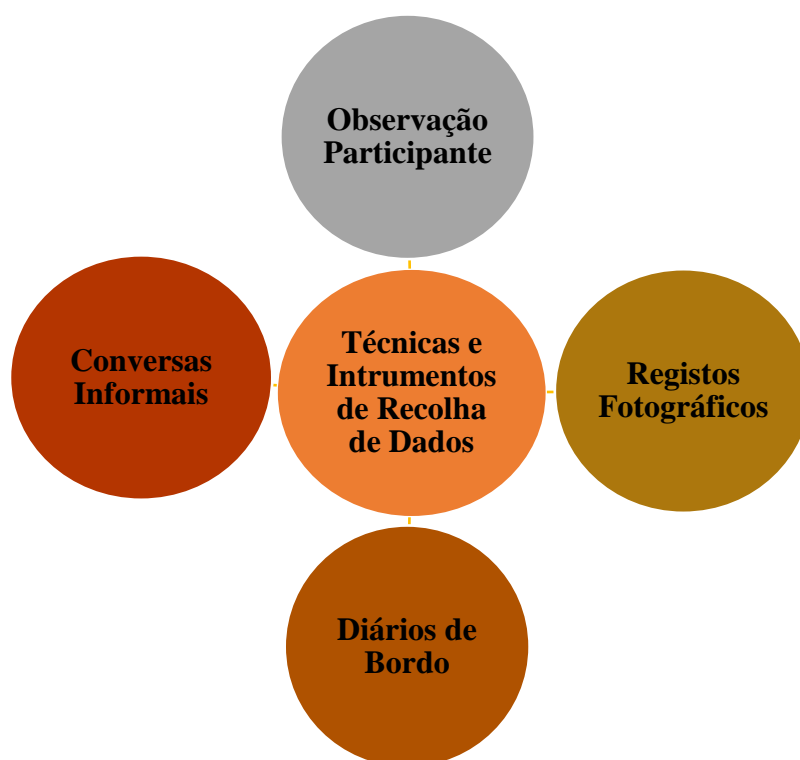 Observação
Participante
Conversas
Informais
Técnicas e
Intrumentos
de Recolha
de Dados
Registos
Fotográficos
Diários de
Bordo